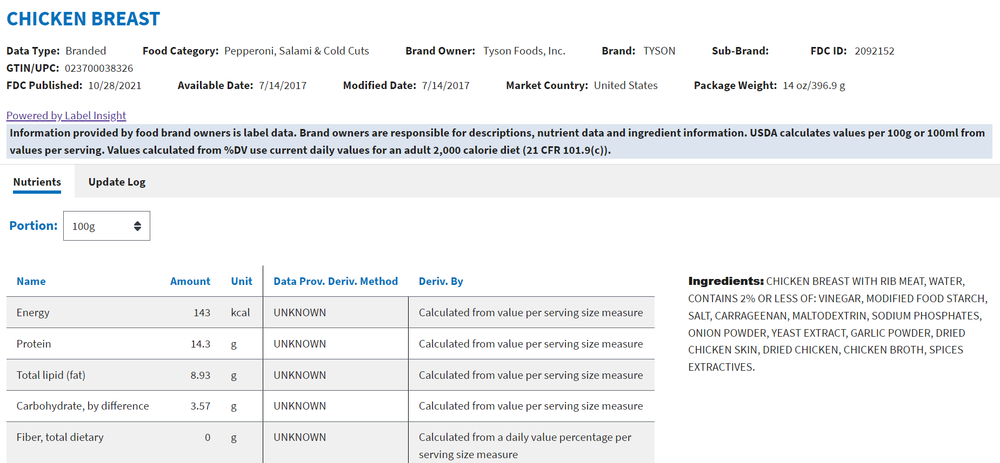 CHICKEN BREAST
Data Type: Branded Food Category: Pepperoni, Salami & Cold Cuts Brand Owner: Tyson Foods, Inc. Brand: TYSON Sub-Brand: FDC ID: 2092152
GTIN/UPC: 023700038326
FDC Published: 10/28/2021 Available Date: 7/14/2017 Modified Date: 7/14/2017 Market Country: United States Package Weight: 14 oz/396.9 g
Powered by Label Insight
Information provided by food brand owners is label data. Brand owners are responsible for descriptions, nutrient data and ingredient information. USDA calculates values per 100g or 100ml from
values per serving. Values calculated from %DV use current daily values for an adult 2,000 calorie diet (21 CFR 101.9(c)).
Nutrients Update Log
Portion: 100g
Name Amount Unit Data Prov. Deriv. Method Deriv. By
Energy 143 kcal UNKNOWN Calculated from value per serving size measure
Protein 14.3 g UNKNOWN Calculated from value per serving size measure
Total lipid (fat) 8.93 g UNKNOWN Calculated from value per serving size measure
Carbohydrate, by difference 3.57 g UNKNOWN Calculated from value per serving size measure
Fiber, total dietary 0 g UNKNOWN Calculated from a daily value percentage per
serving size measure
Ingredients: CHICKEN BREAST WITH RIB MEAT, WATER,
CONTAINS 2% OR LESS OF: VINEGAR, MODIFIED FOOD STARCH,
SALT, CARRAGEENAN, MALTODEXTRIN, SODIUM PHOSPHATES,
ONION POWDER, YEAST EXTRACT, GARLIC POWDER, DRIED
CHICKEN SKIN, DRIED CHICKEN, CHICKEN BROTH, SPICES
EXTRACTIVES.